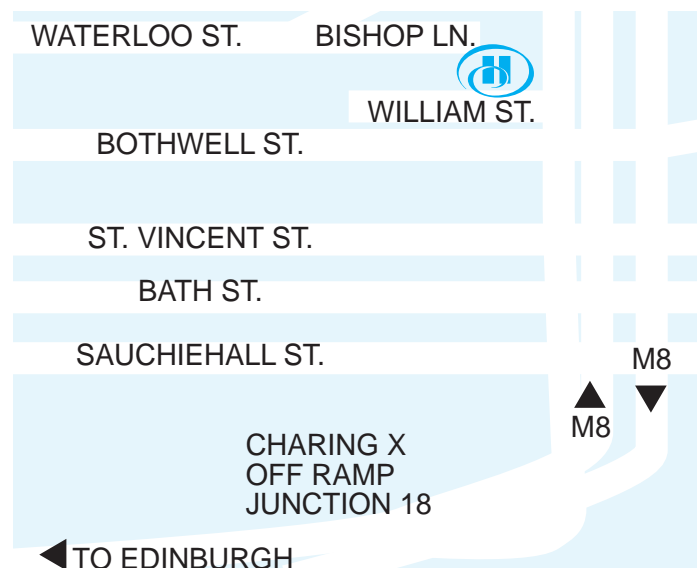 WATERLOO ST.
BISHOP LN.
H
WILLIAM ST.
BOTHWELL ST.
ST. VINCENT ST.
BATH ST.
SAUCHIEHALL ST.
M8
M8
CHARING X
OFF RAMP
JUNCTION 18
TO EDINBURGH